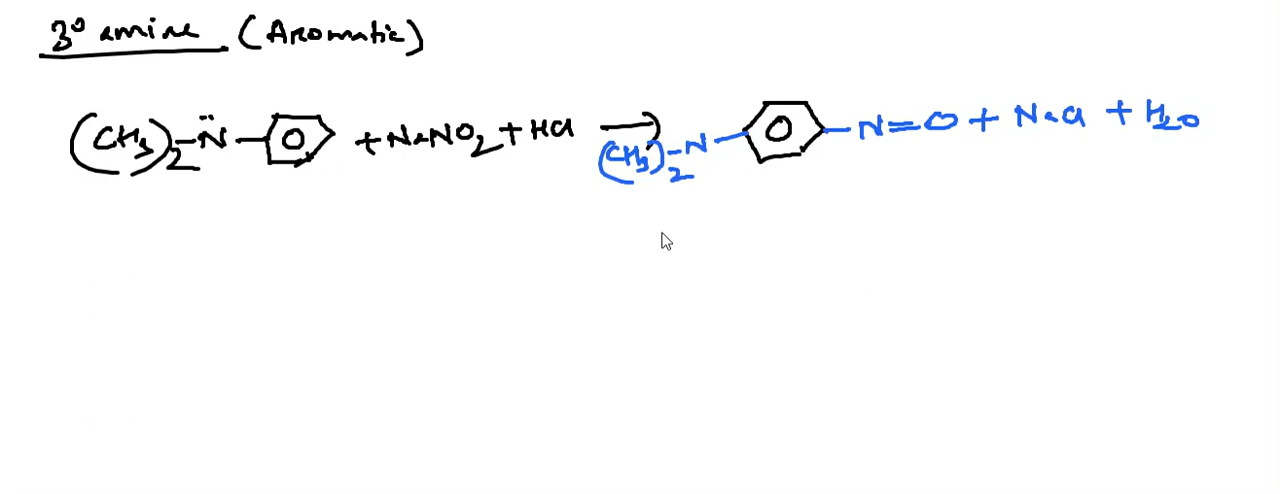 3° amine (Aromatic)
(CH3)2-N̈- + NaNO2 + HCl → (CH3)2-N- -N=O + NaCl + H2O